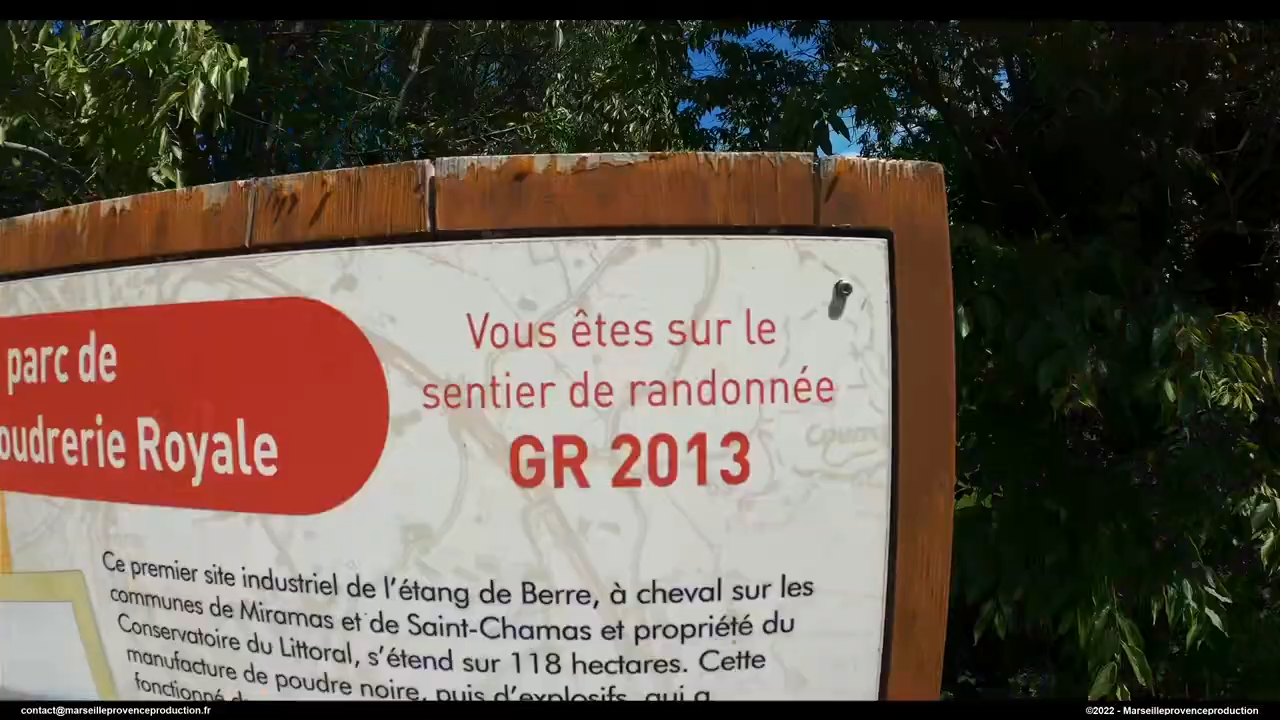 parc de
oudrerie Royale
Vous êtes sur le
sentier de randonnée
GR 2013
Ce premier site industriel de l'étang de Berre, à cheval sur les
communes de Miramas et de Saint-Chamas et propriété du
Conservatoire du Littoral, s'étend sur 118 hectares. Cette
manufacture de poudre noire, puis d'explosifs, qui a
fonctionné
contact@marseilleprovenceproduction.fr
©2022 - Marseilleprovenceproduction